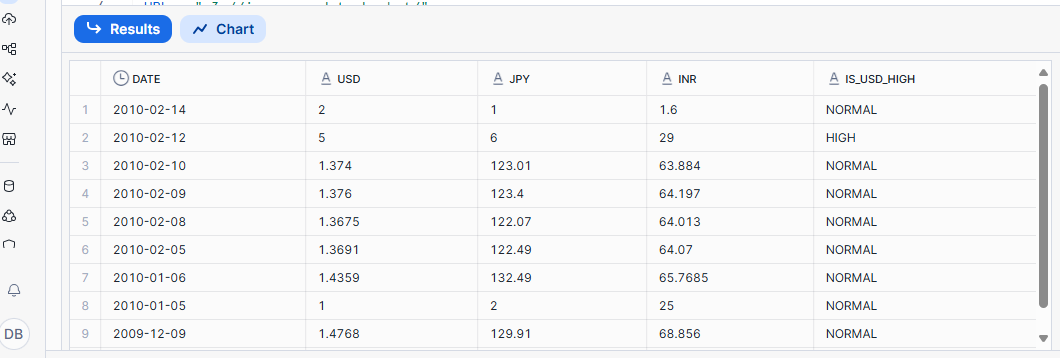 Results Chart
DATE A USD A JPY A INR A IS_USD_HIGH
1 2010-02-14 2 1 1.6 NORMAL
2 2010-02-12 5 6 29 HIGH
3 2010-02-10 1.374 123.01 63.884 NORMAL
4 2010-02-09 1.376 123.4 64.197 NORMAL
5 2010-02-08 1.3675 122.07 64.013 NORMAL
6 2010-02-05 1.3691 122.49 64.07 NORMAL
7 2010-01-06 1.4359 132.49 65.7685 NORMAL
8 2010-01-05 1 2 25 NORMAL
9 2009-12-09 1.4768 129.91 68.856 NORMAL
DB